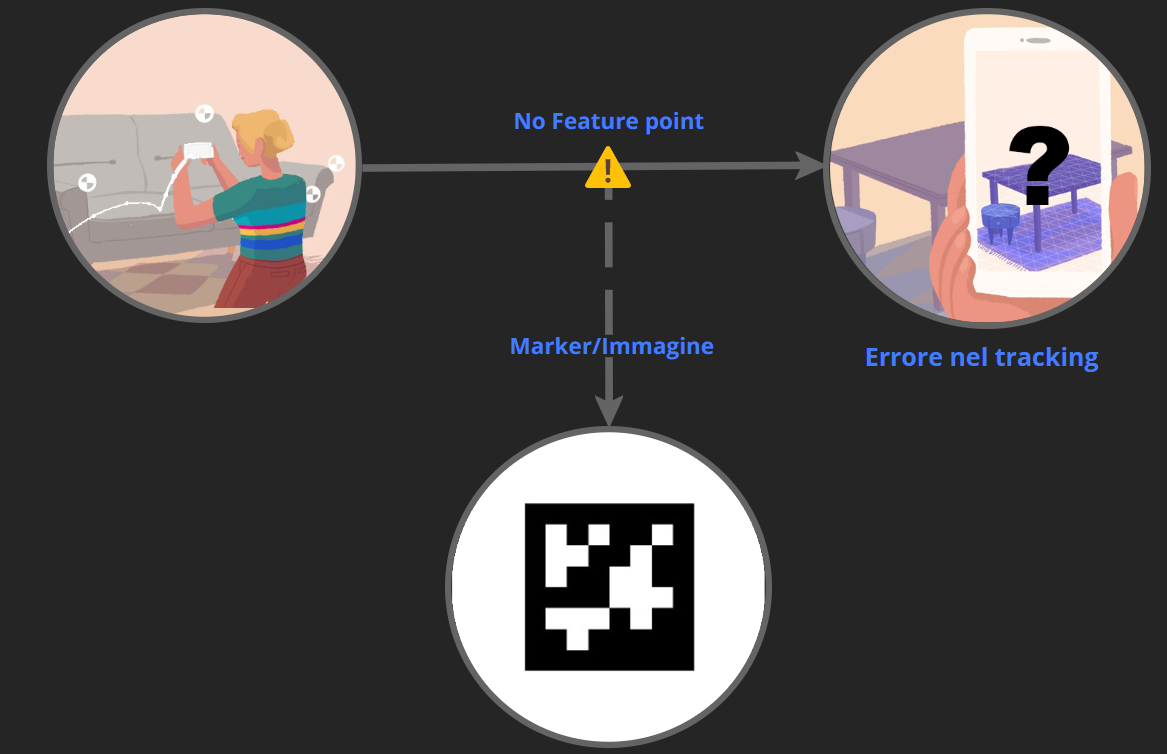 No Feature point
Marker/Immagine
Errore nel tracking
?